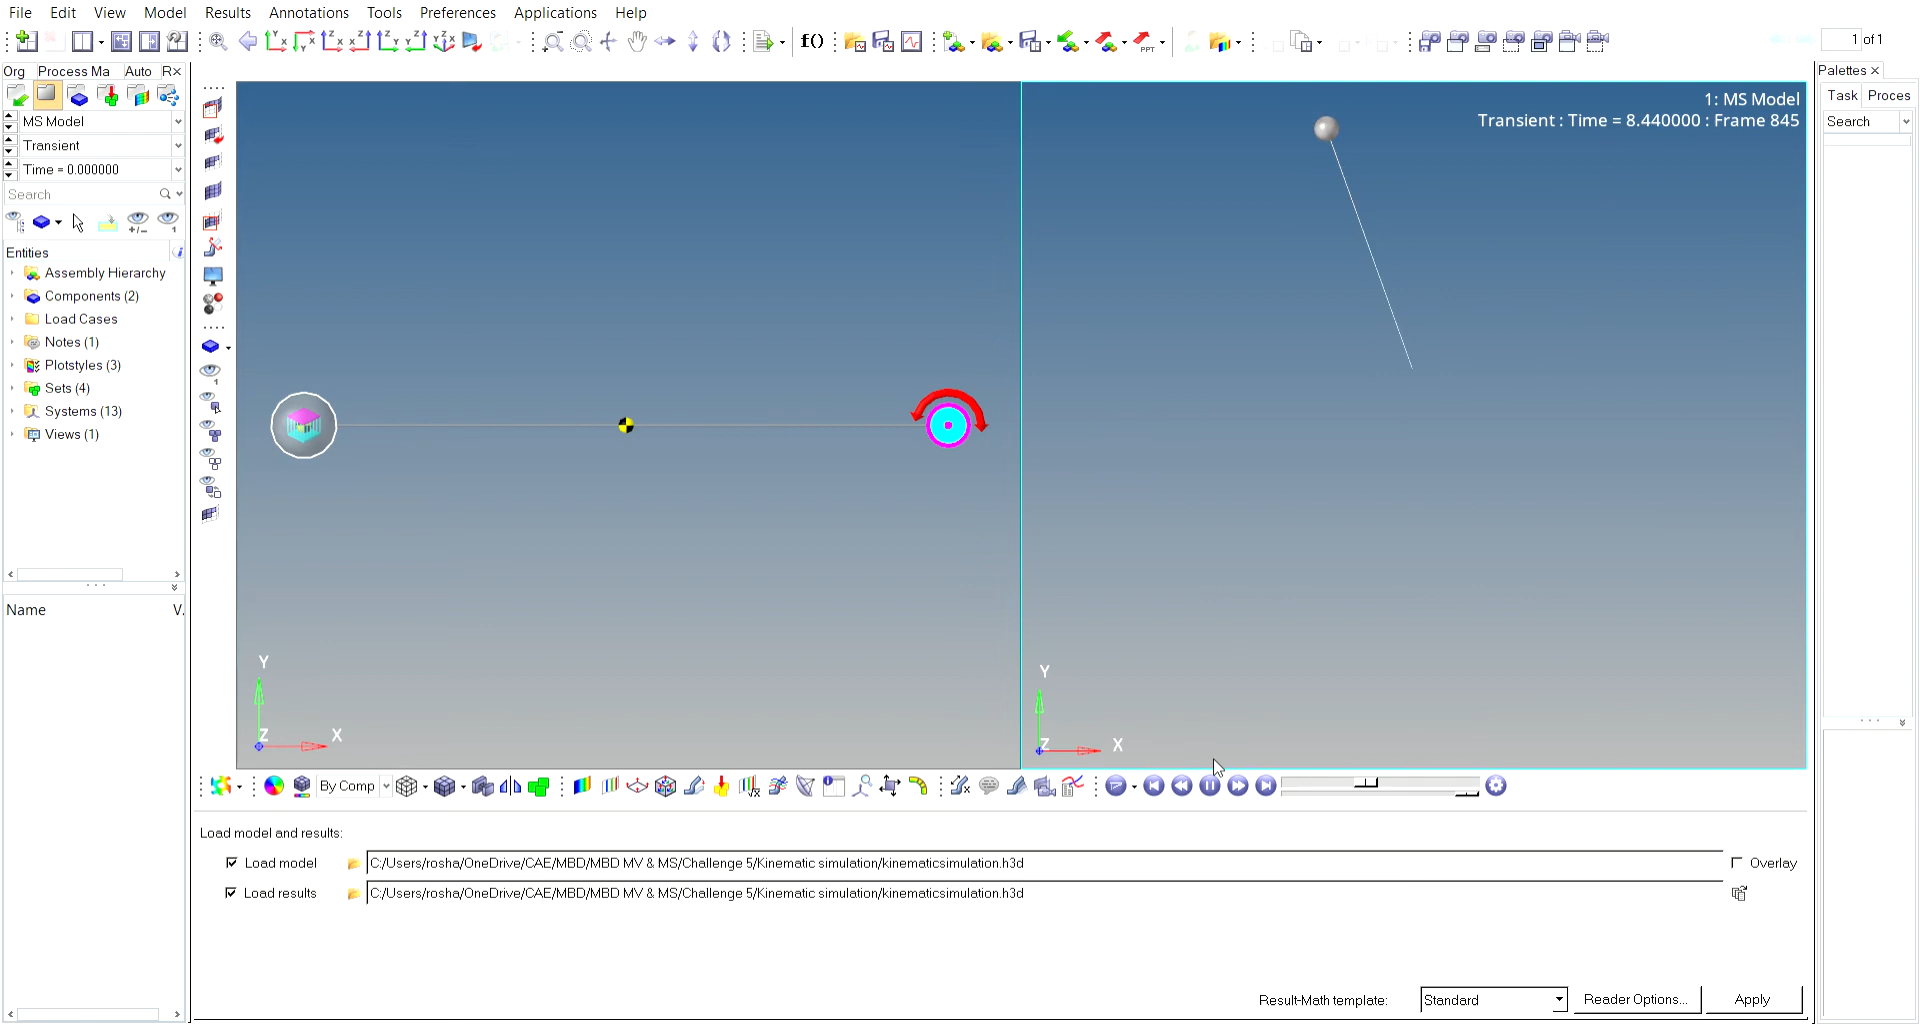 File Edit View Model Results Annotations Tools Preferences Applications Help
f() PPT 1 of 1
Org Process Ma Auto R× Palettes ×
Task Proces
MS Model
Search
Transient
Time = 0.000000
Search
Entities
Assembly Hierarchy
Components (2)
Load Cases
Notes (1)
Plotstyles (3)
Sets (4)
Systems (13)
Views (1)
Name V.
Y
Z X
1: MS Model
Transient : Time = 8.440000 : Frame 845
Y
Z X
By Comp
Load model and results:
Load model C:/Users/rosha/OneDrive/CAE/MBD/MBD MV & MS/Challenge 5/Kinematic simulation/kinematicsimulation.h3d Overlay
Load results C:/Users/rosha/OneDrive/CAE/MBD/MBD MV & MS/Challenge 5/Kinematic simulation/kinematicsimulation.h3d
Result-Math template: Standard Reader Options... Apply